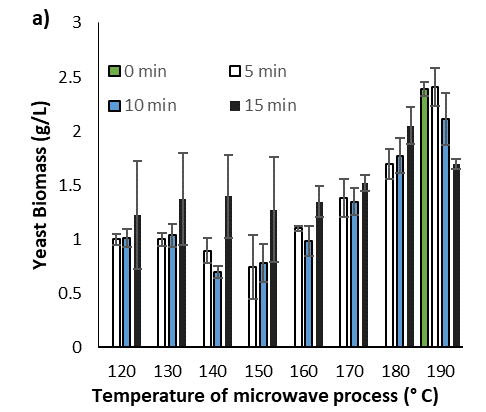 a)
3
2.5
2
1.5
1
0.5
0
0 min
5 min
10 min
15 min
Yeast Biomass (g/L)
120 130 140 150 160 170 180 190
Temperature of microwave process (° C)